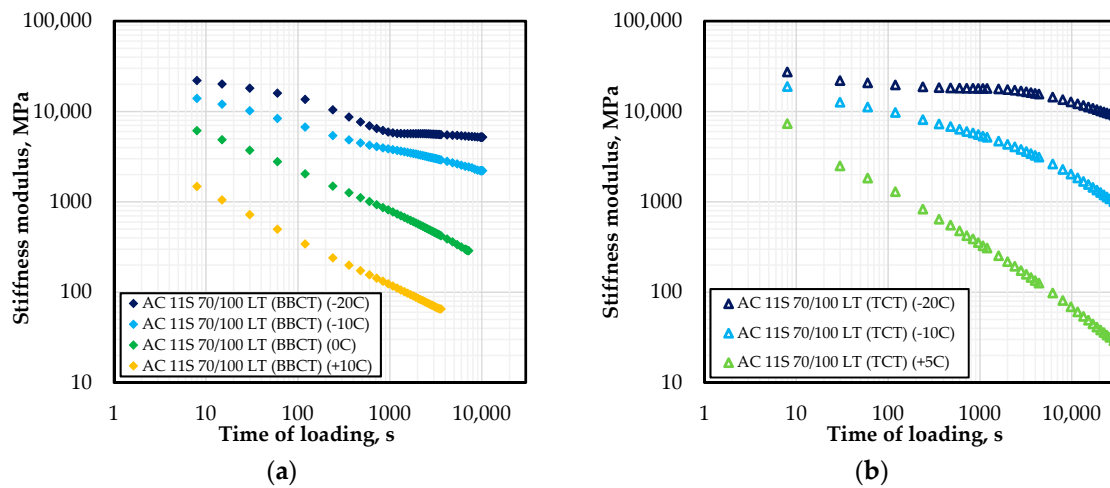 100,000
10,000
1000
100
10
Stiffness modulus, MPa
AC 11S 70/100 LT (BBCT) (-20C)
AC 11S 70/100 LT (BBCT) (-10C)
AC 11S 70/100 LT (BBCT) (0C)
AC 11S 70/100 LT (BBCT) (+10C)
1 10 100 1000 10,000
Time of loading, s
(a)
100,000
10,000
1000
100
10
Stiffness modulus, MPa
AC 11S 70/100 LT (TCT) (-20C)
AC 11S 70/100 LT (TCT) (-10C)
AC 11S 70/100 LT (TCT) (+5C)
1 10 100 1000 10,000
Time of loading, s
(b)